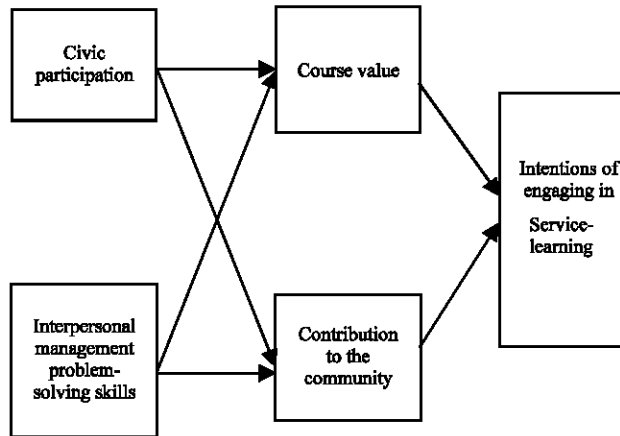 Civic
participation
Course value
Intentions of
engaging in
Service-
learning
Interpersonal
management
problem-
solving skills
Contribution
to the
community